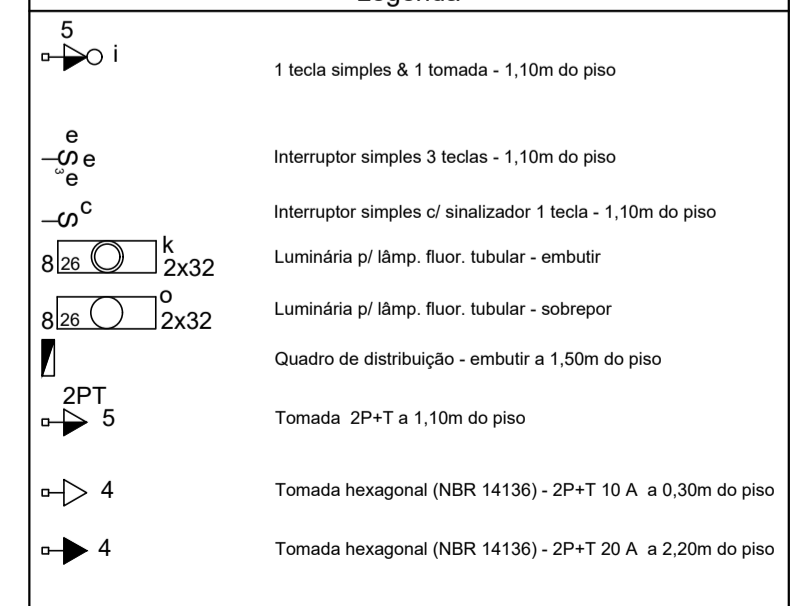 Legenda
5
i
1 tecla simples & 1 tomada - 1,10m do piso
e
S e
3 e
Interruptor simples 3 teclas - 1,10m do piso
S c
Interruptor simples c/ sinalizador 1 tecla - 1,10m do piso
k
8 26 2x32
Luminária p/ lâmp. fluor. tubular - embutir
o
8 26 2x32
Luminária p/ lâmp. fluor. tubular - sobrepor
Quadro de distribuição - embutir a 1,50m do piso
2PT
5
Tomada 2P+T a 1,10m do piso
4
Tomada hexagonal (NBR 14136) - 2P+T 10 A a 0,30m do piso
4
Tomada hexagonal (NBR 14136) - 2P+T 20 A a 2,20m do piso